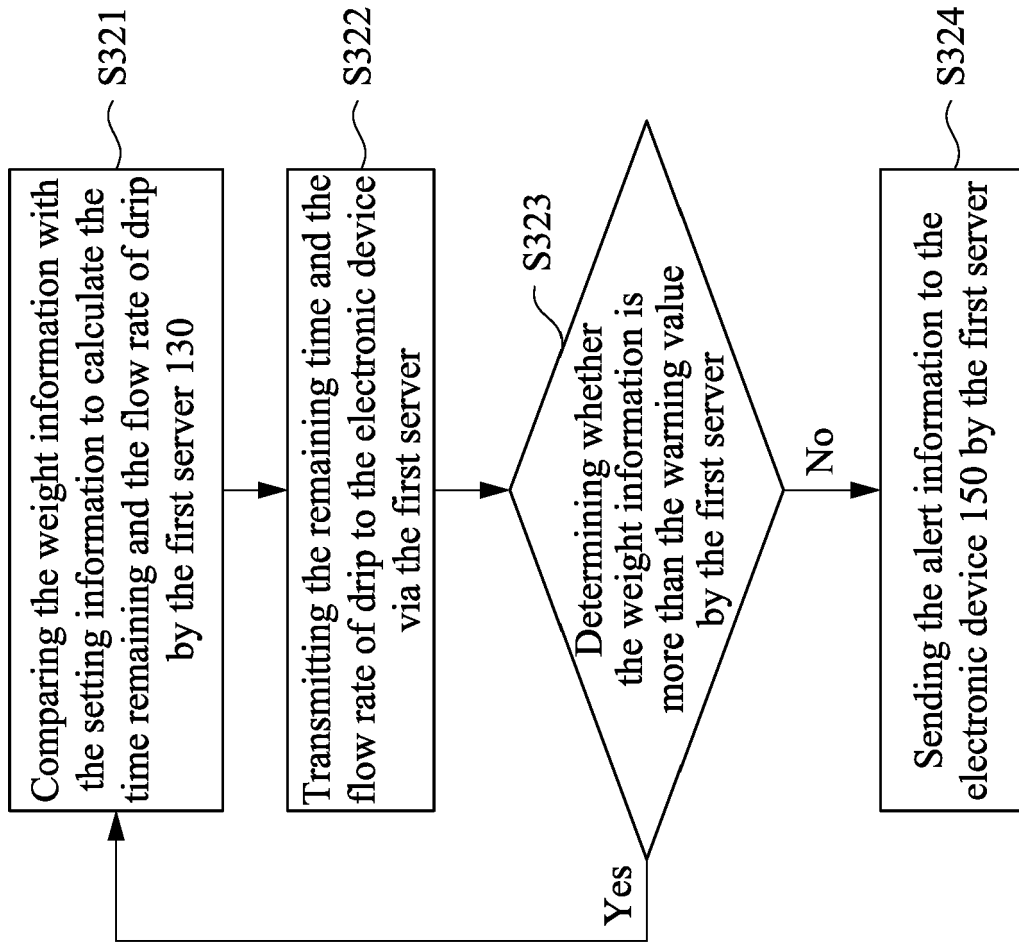 Comparing the weight information with
the setting information to calculate the
time remaining and the flow rate of drip
by the first server 130
S321
Transmitting the remaining time and the
flow rate of drip to the electronic device
via the first server
S322
Determining whether
the weight information is
more than the warning value
by the first server
S323
Yes
No
Sending the alert information to the
electronic device 150 by the first server
S324